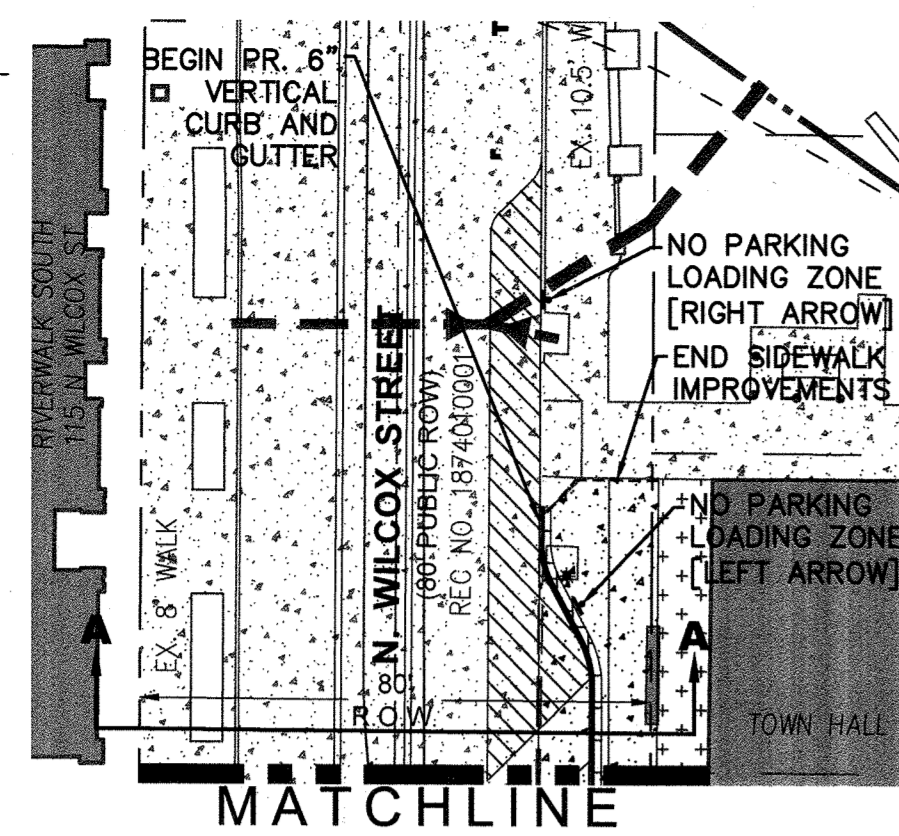 BEGIN PR. 6"
VERTICAL
CURB AND
GUTTER
EX. 10.5' W
RIVERWALK SOUTH
115 N WILCOX ST.
NO PARKING
LOADING ZONE
[RIGHT ARROW]
END SIDEWALK
IMPROVEMENTS
N. WILCOX STREET
(80' PUBLIC ROW)
REC NO. 1874010001
EX. 8' WALK
NO PARKING
LOADING ZONE
[LEFT ARROW]
A
A
80'
ROW
TOWN HALL
MATCHLINE